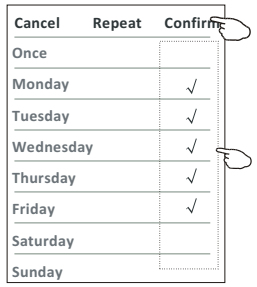 Cancel Repeat Confirm
Once
Monday √
Tuesday √
Wednesday √
Thursday √
Friday √
Saturday
Sunday